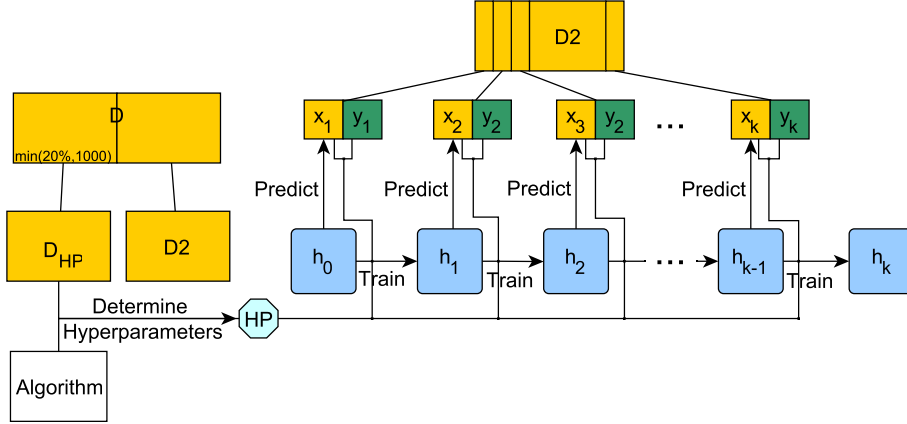 D2
D
min(20%,1000)
x1 y1
x2 y2
x3 y2
...
xk yk
Predict
Predict
Predict
Predict
DHP
D2
h0
Train
h1
Train
h2
...
hk-1
Train
hk
Determine
Hyperparameters
HP
Algorithm